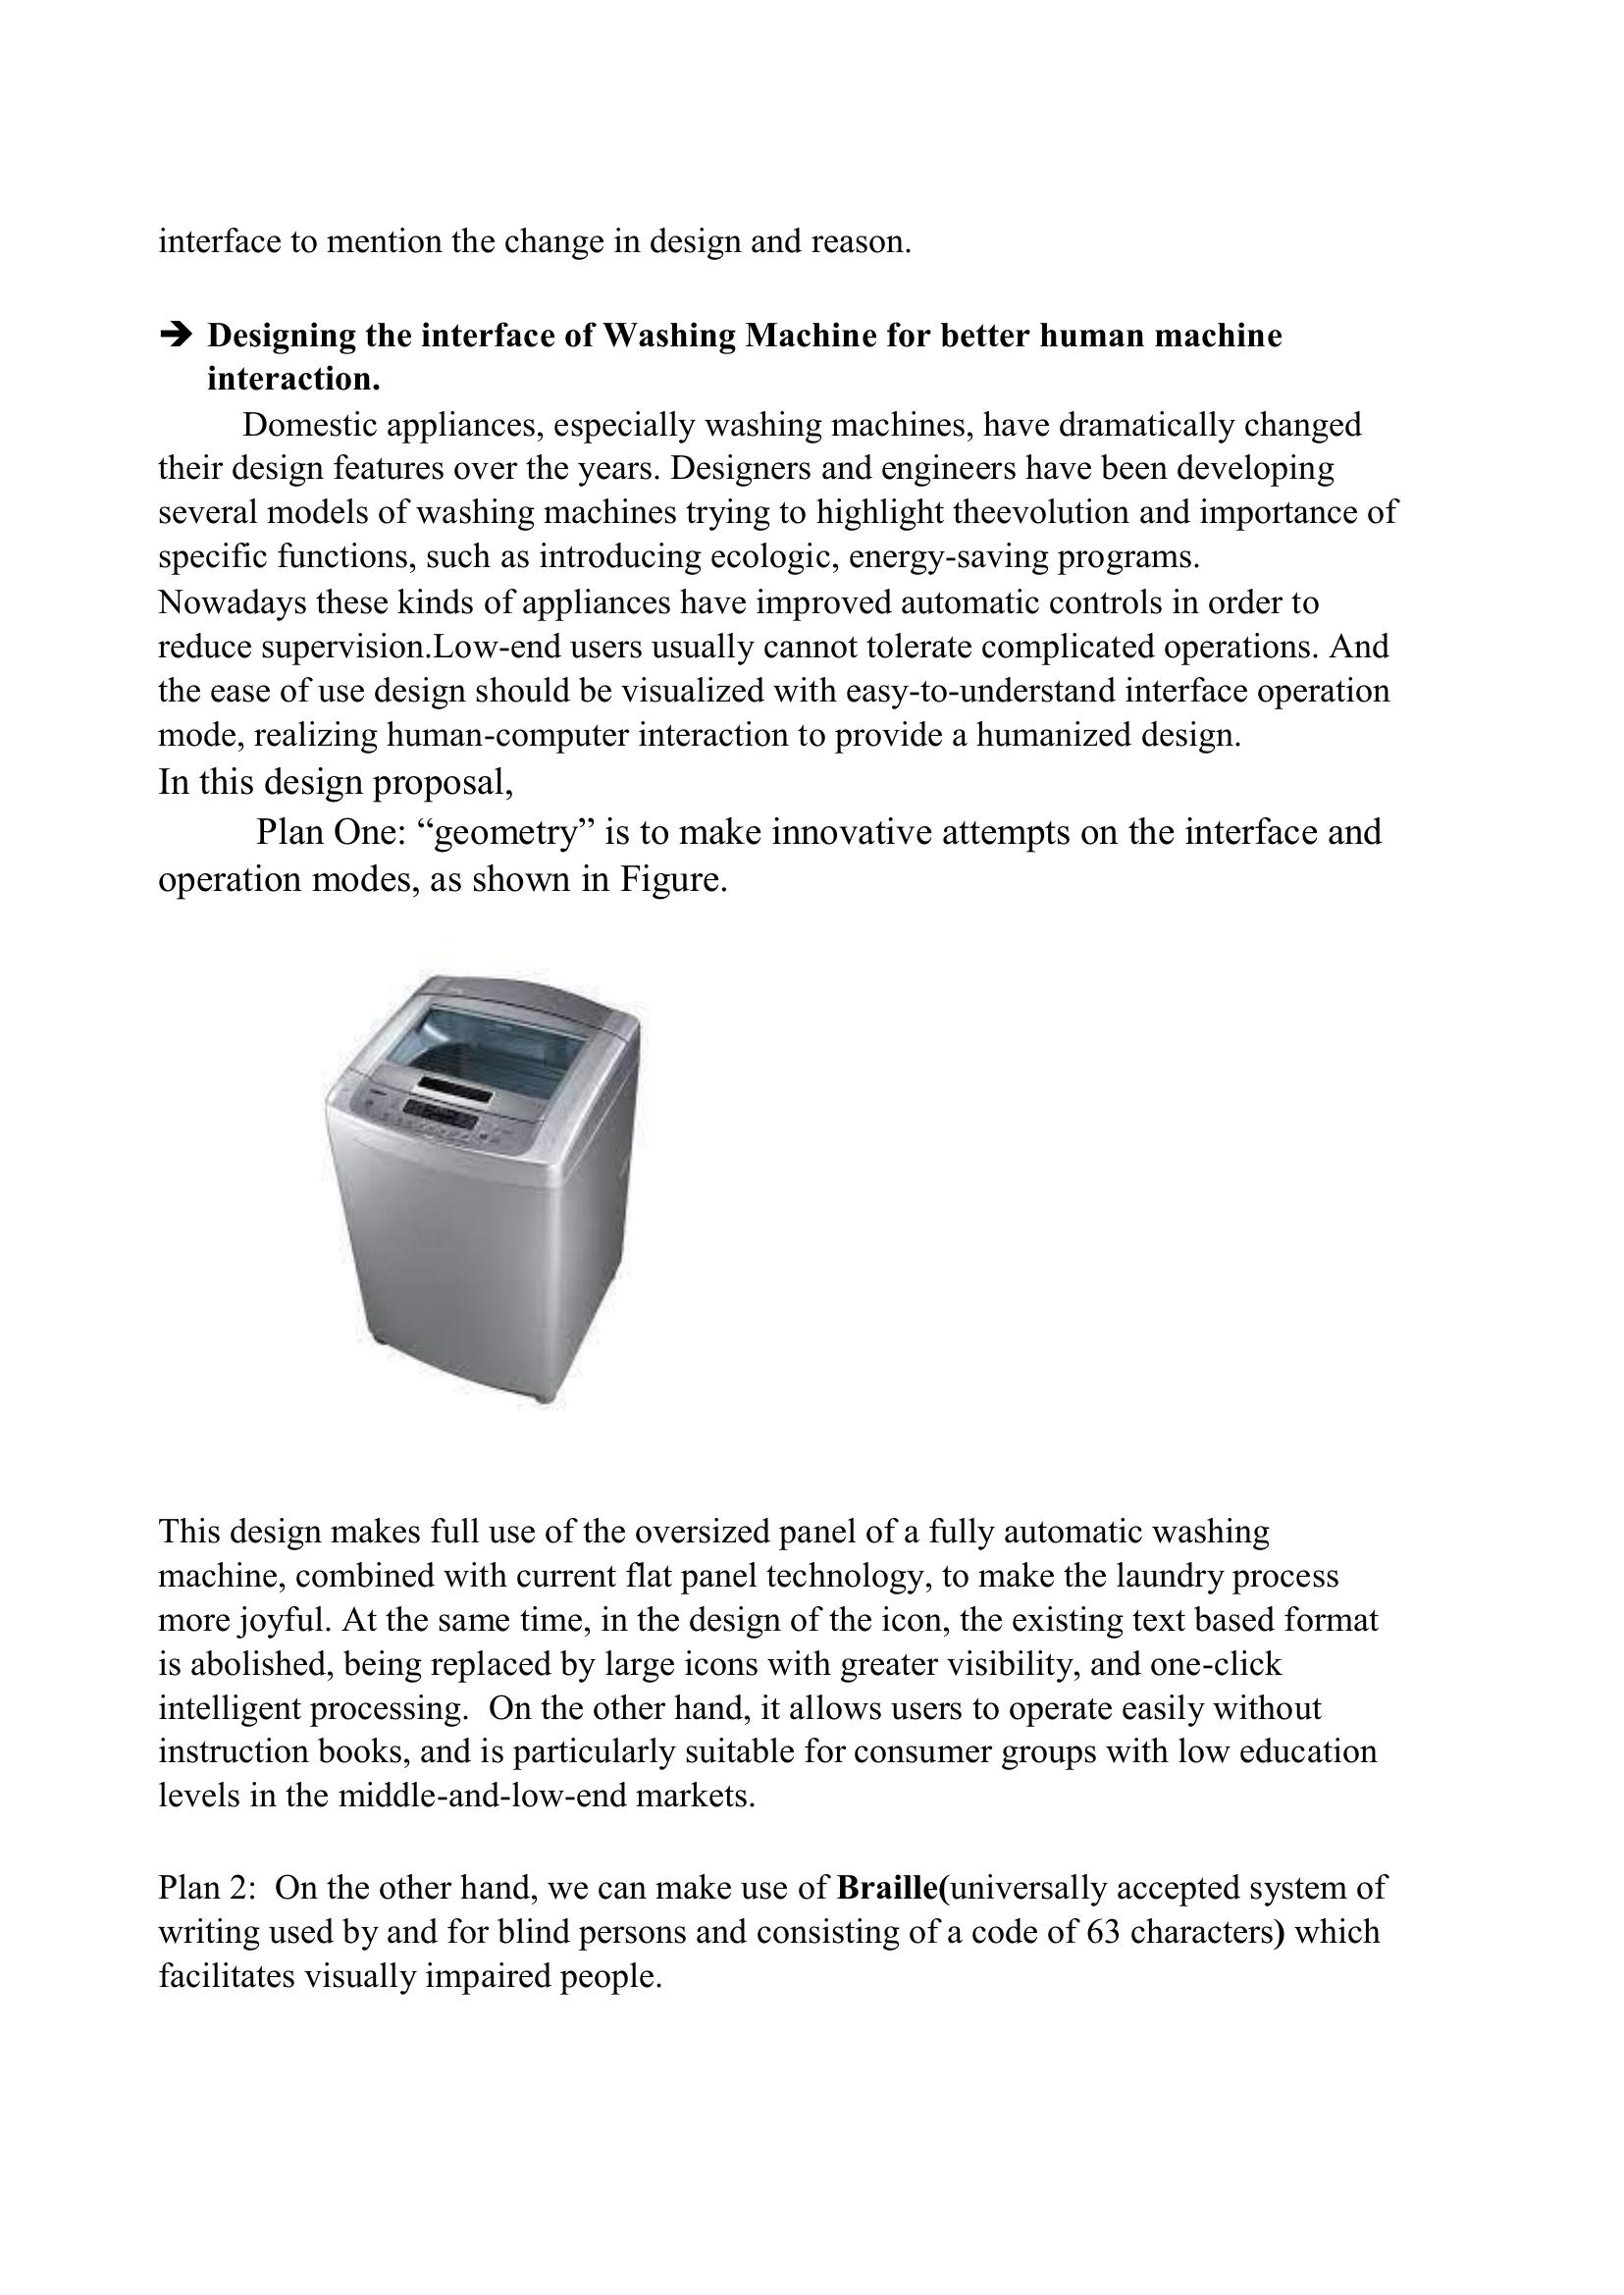 interface to mention the change in design and reason.
➔ Designing the interface of Washing Machine for better human machine
interaction.
Domestic appliances, especially washing machines, have dramatically changed
their design features over the years. Designers and engineers have been developing
several models of washing machines trying to highlight theevolution and importance of
specific functions, such as introducing ecologic, energy-saving programs.
Nowadays these kinds of appliances have improved automatic controls in order to
reduce supervision.Low-end users usually cannot tolerate complicated operations. And
the ease of use design should be visualized with easy-to-understand interface operation
mode, realizing human-computer interaction to provide a humanized design.
In this design proposal,
Plan One: “geometry” is to make innovative attempts on the interface and
operation modes, as shown in Figure.
This design makes full use of the oversized panel of a fully automatic washing
machine, combined with current flat panel technology, to make the laundry process
more joyful. At the same time, in the design of the icon, the existing text based format
is abolished, being replaced by large icons with greater visibility, and one-click
intelligent processing.  On the other hand, it allows users to operate easily without
instruction books, and is particularly suitable for consumer groups with low education
levels in the middle-and-low-end markets.
Plan 2:  On the other hand, we can make use of Braille(universally accepted system of
writing used by and for blind persons and consisting of a code of 63 characters) which
facilitates visually impaired people.